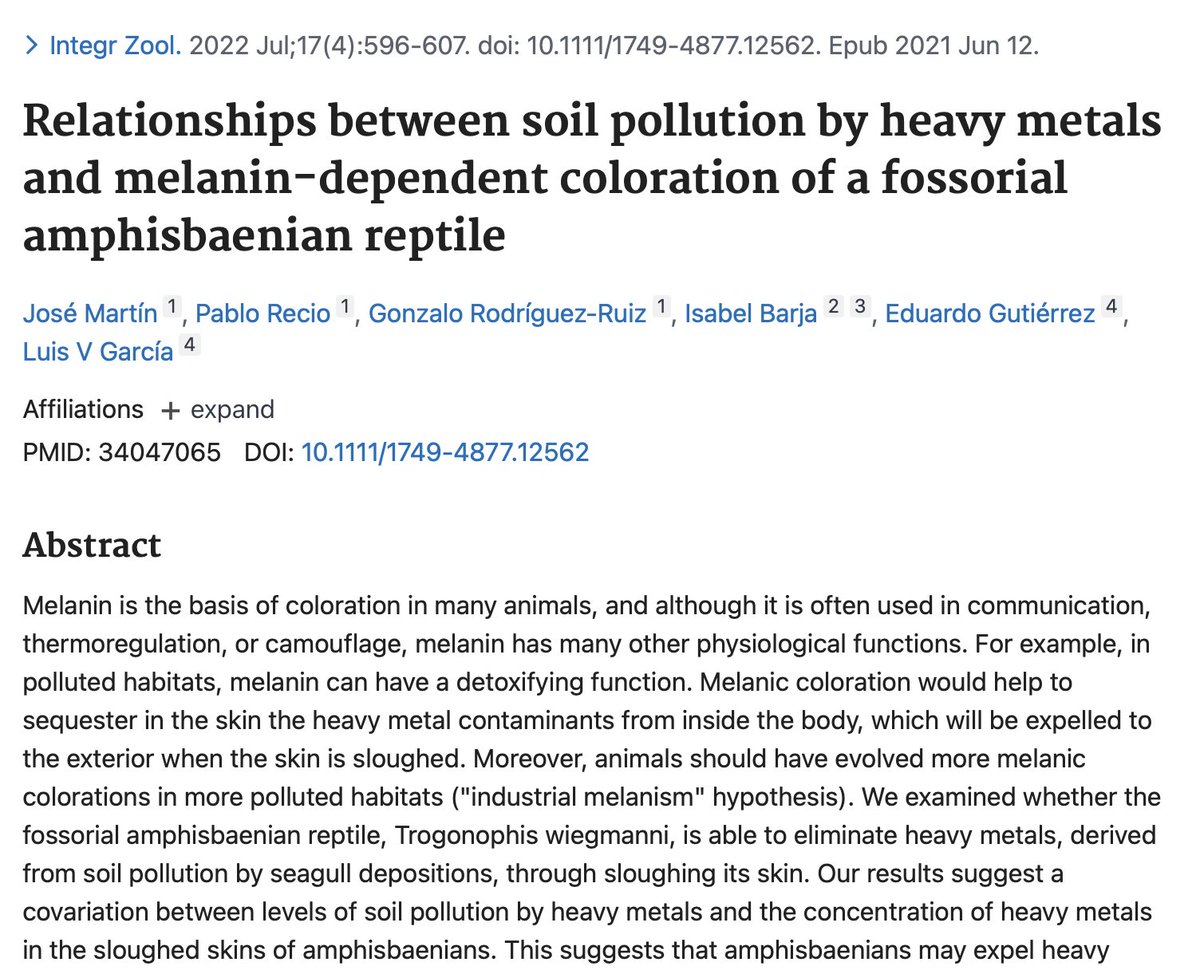 > Integr Zool. 2022 Jul;17(4):596-607. doi: 10.1111/1749-4877.12562. Epub 2021 Jun 12.
Relationships between soil pollution by heavy metals
and melanin-dependent coloration of a fossorial
amphisbaenian reptile
José Martín 1, Pablo Recio 1, Gonzalo Rodríguez-Ruiz 1, Isabel Barja 2 3, Eduardo Gutiérrez 4,
Luis V García 4
Affiliations + expand
PMID: 34047065 DOI: 10.1111/1749-4877.12562
Abstract
Melanin is the basis of coloration in many animals, and although it is often used in communication,
thermoregulation, or camouflage, melanin has many other physiological functions. For example, in
polluted habitats, melanin can have a detoxifying function. Melanic coloration would help to
sequester in the skin the heavy metal contaminants from inside the body, which will be expelled to
the exterior when the skin is sloughed. Moreover, animals should have evolved more melanic
colorations in more polluted habitats ("industrial melanism" hypothesis). We examined whether the
fossorial amphisbaenian reptile, Trogonophis wiegmanni, is able to eliminate heavy metals, derived
from soil pollution by seagull depositions, through sloughing its skin. Our results suggest a
covariation between levels of soil pollution by heavy metals and the concentration of heavy metals
in the sloughed skins of amphisbaenians. This suggests that amphisbaenians may expel heavy